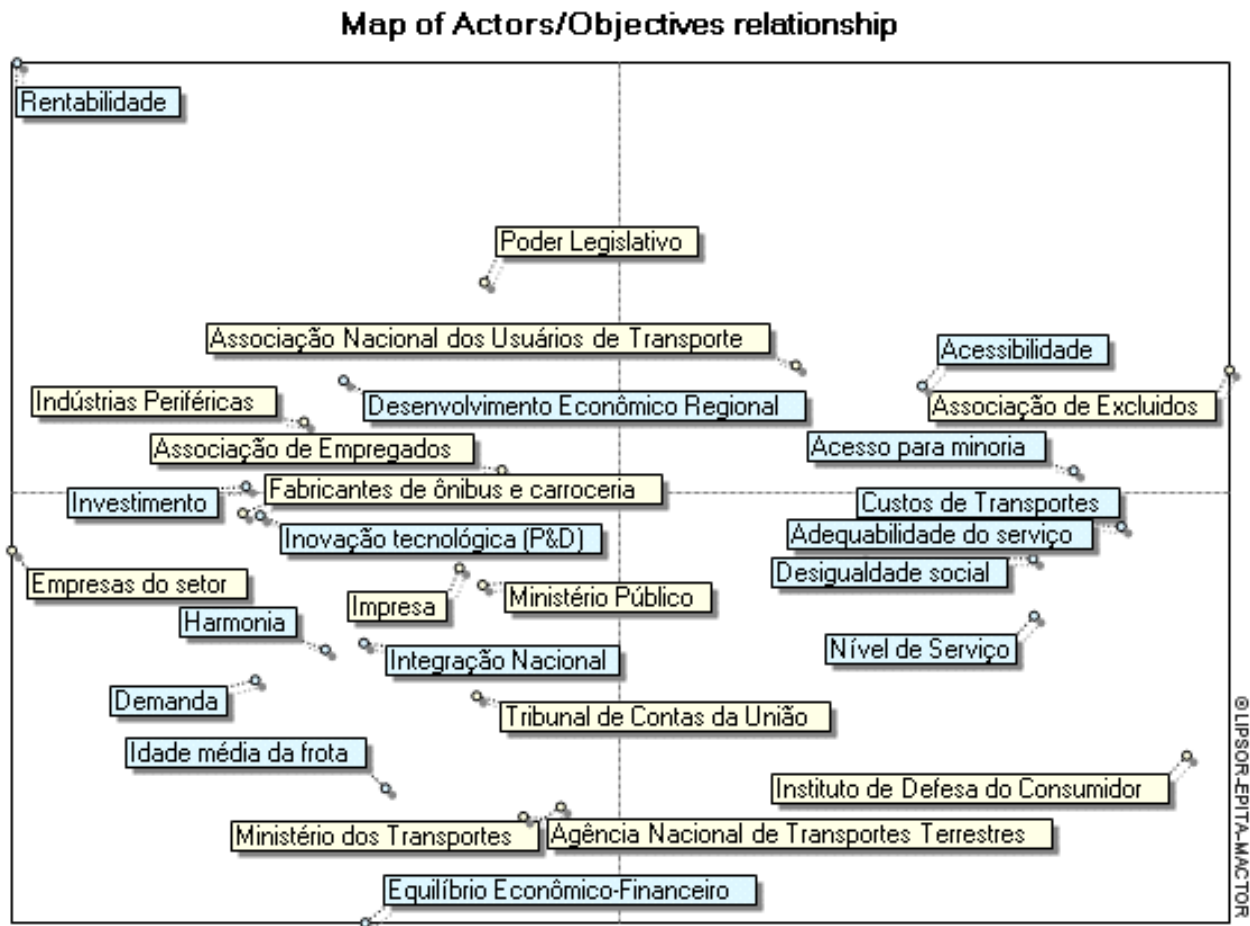 Map of Actors/Objectives relationship
Rentabilidade
Poder Legislativo
Associação Nacional dos Usuários de Transporte
Acessibilidade
Indústrias Periféricas
Desenvolvimento Econômico Regional
Associação de Excluidos
Associação de Empregados
Acesso para minoria
Fabricantes de ônibus e carroceria
Investimento
Custos de Transportes
Inovação tecnológica (P&D)
Adequabilidade do serviço
Empresas do setor
Desigualdade social
Impresa
Ministério Público
Harmonia
Integração Nacional
Nível de Serviço
Demanda
Tribunal de Contas da União
Idade média da frota
Instituto de Defesa do Consumidor
Ministério dos Transportes
Agência Nacional de Transportes Terrestres
Equilíbrio Econômico-Financeiro
© LIPSOR-EPITA-MACTOR